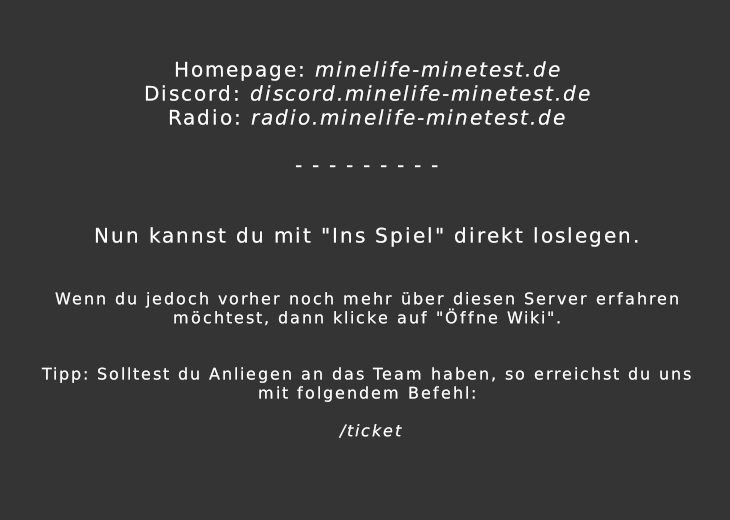 Homepage: minelife-minetest.de
Discord: discord.minelife-minetest.de
Radio: radio.minelife-minetest.de
- - - - - - - - -
Nun kannst du mit "Ins Spiel" direkt loslegen.
Wenn du jedoch vorher noch mehr über diesen Server erfahren
möchtest, dann klicke auf "Öffne Wiki".
Tipp: Solltest du Anliegen an das Team haben, so erreichst du uns
mit folgendem Befehl:
/ticket